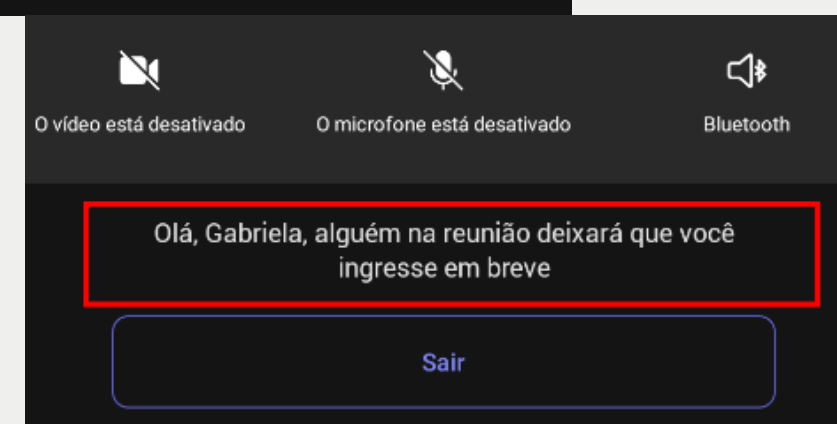 O vídeo está desativado
O microfone está desativado
Bluetooth
Olá, Gabriela, alguém na reunião deixará que você
ingresse em breve
Sair